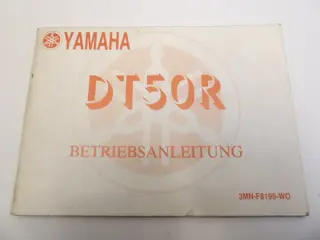 YAMAHA
DT50R
BETRIEBSANLEITUNG
3MN-F8199-WO